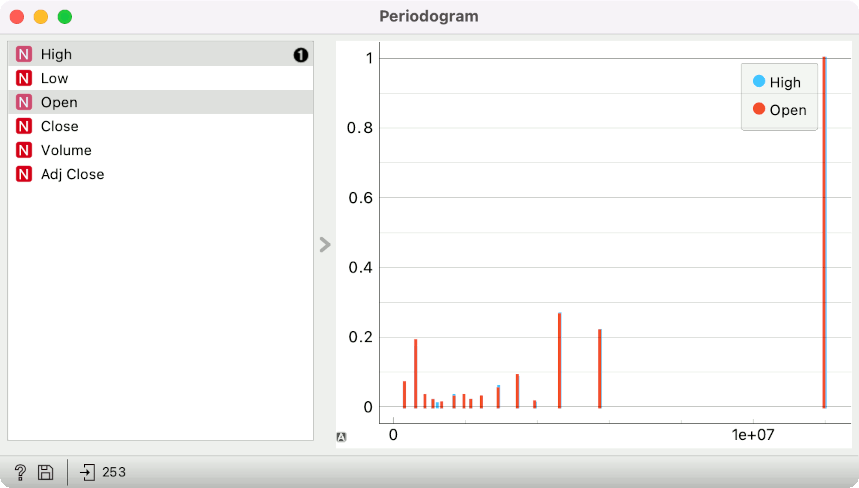 Periodogram
N High 1
N Low
N Open
N Close
N Volume
N Adj Close
1
0.8
0.6
0.4
0.2
0
0 1e+07
High
Open
A
? 253